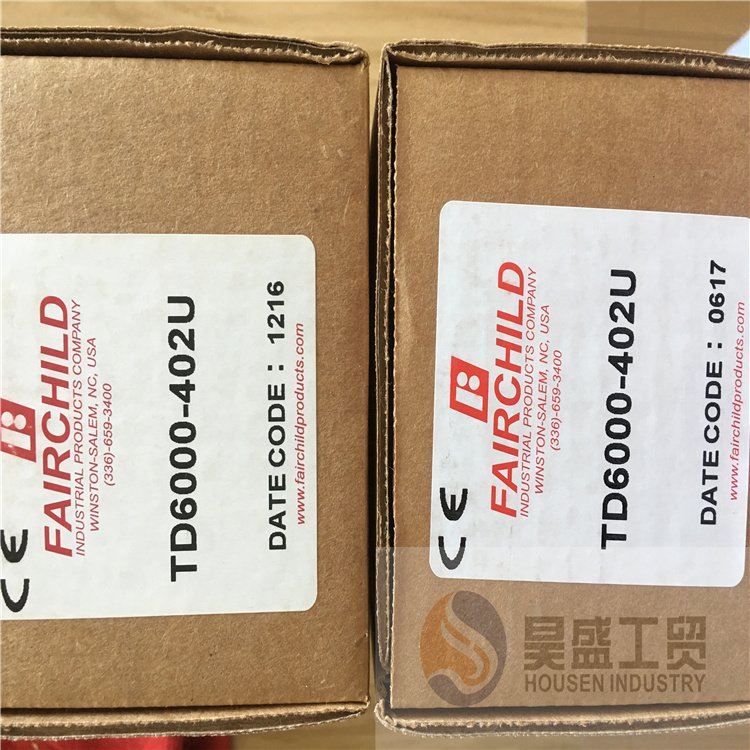 FAIRCHILD
INDUSTRIAL PRODUCTS COMPANY
WINSTON-SALEM, NC, USA
(336)-659-3400
TD6000-402U
DATE CODE : 1216
www.fairchildproducts.com
CE
FAIRCHILD
INDUSTRIAL PRODUCTS COMPANY
WINSTON-SALEM, NC, USA
(336)-659-3400
TD6000-402U
DATE CODE : 0617
www.fairchildproducts.com
CE
昊盛工贸
HOUSEN INDUSTRY